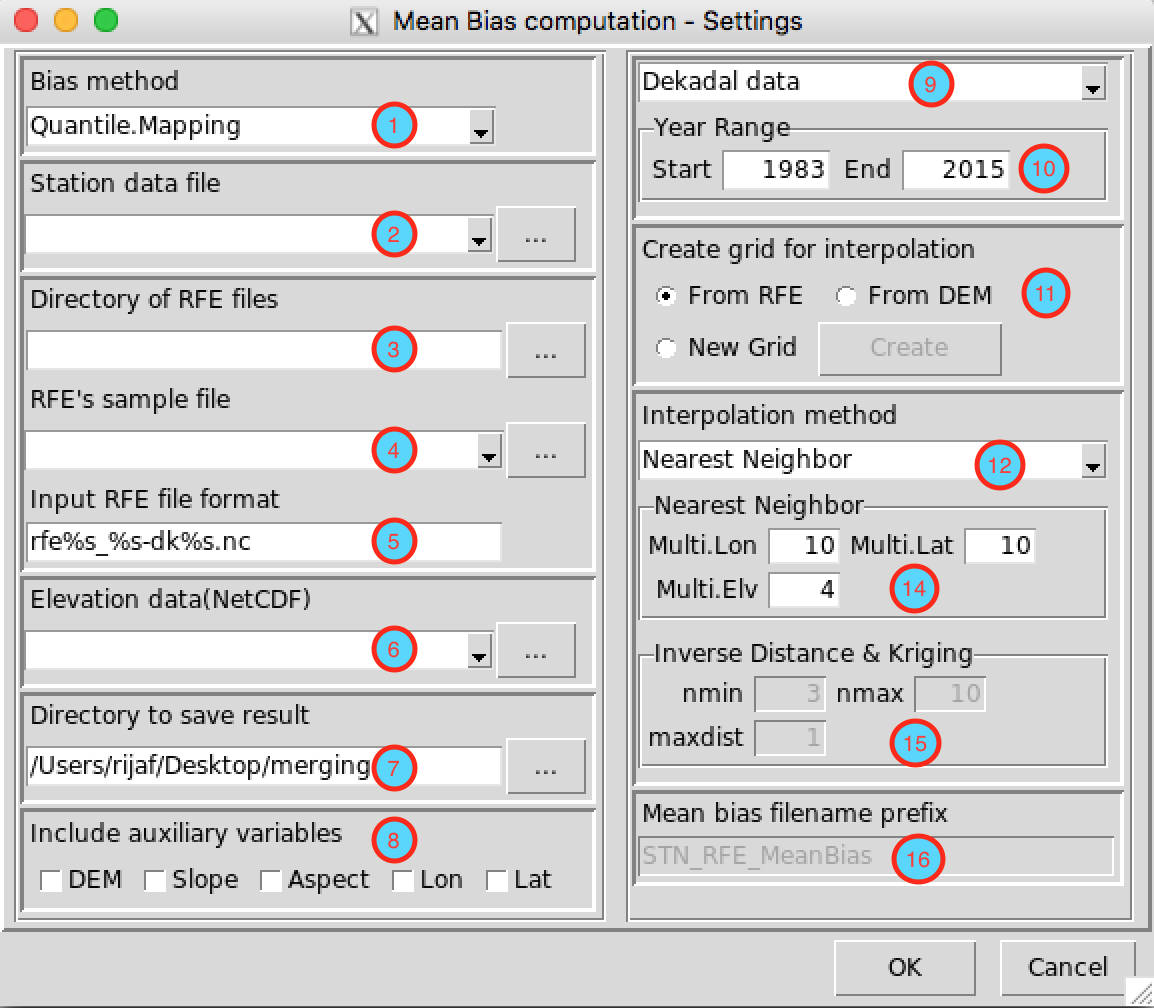 Mean Bias computation - Settings
Bias method
Quantile.Mapping 1
Station data file
2 ...
Directory of RFE files
3 ...
RFE's sample file
4 ...
Input RFE file format
rfe%s_%s-dk%s.nc 5
Elevation data(NetCDF)
6 ...
Directory to save result
/Users/rijaf/Desktop/merging 7 ...
Include auxiliary variables 8
DEM Slope Aspect Lon Lat
Dekadal data 9
Year Range
Start 1983 End 2015 10
Create grid for interpolation
From RFE From DEM 11
New Grid Create
Interpolation method
Nearest Neighbor 12
Nearest Neighbor
Multi.Lon 10 Multi.Lat 10
Multi.Elv 4 14
Inverse Distance & Kriging
nmin 3 nmax 10
maxdist 1 15
Mean bias filename prefix
STN_RFE_MeanBias 16
OK Cancel